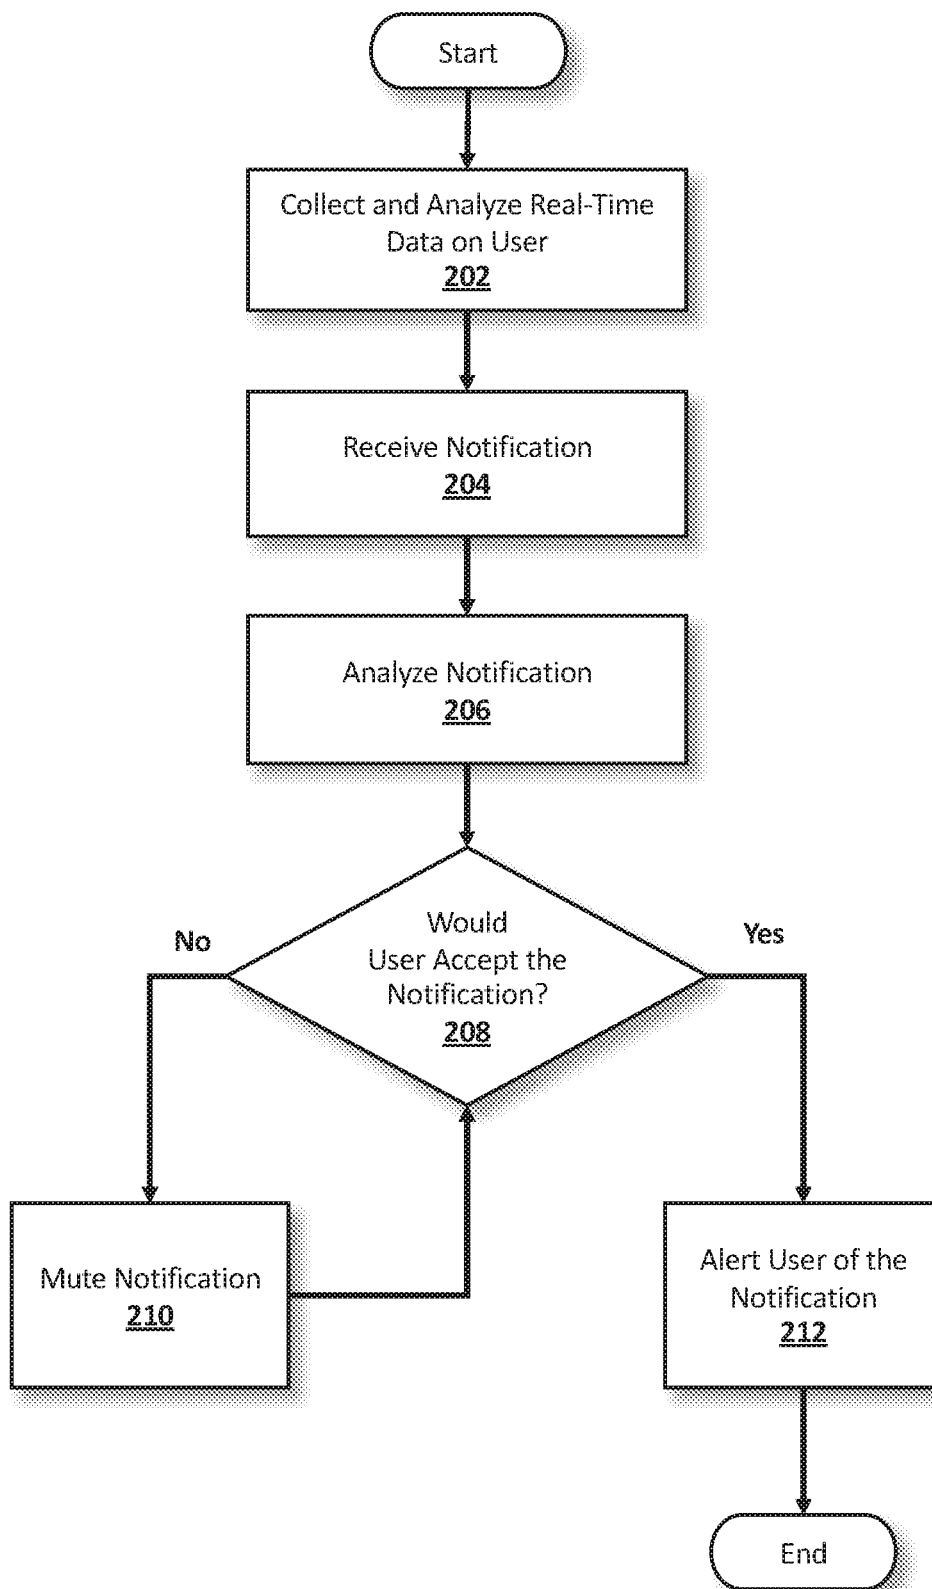 Start
Collect and Analyze Real-Time
Data on User
202
Receive Notification
204
Analyze Notification
206
No
Yes
Would
User Accept the
Notification?
208
Mute Notification
210
Alert User of the
Notification
212
End